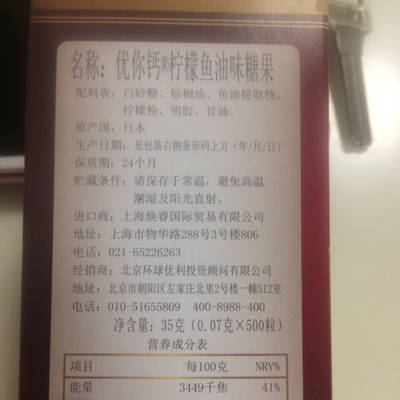 名称：优你钙®柠檬鱼油味糖果
配料表：白砂糖、棕榈油、鱼油提取物、
柠檬粉、明胶、甘油。
原产国：日本
生产日期：见包装右侧条形码上方（年/月/日）
保质期：24个月
贮藏条件：请保存于常温，避免高温
潮湿及阳光直射。
进口商：上海焕睿国际贸易有限公司
地址：上海市物华路288号3号楼806
电话：021-65226263
经销商：北京环球优利投资顾问有限公司
地址：北京市朝阳区左家庄北里2号楼一幢512室
电话：010-51655809 400-8988-400
净含量：35克（0.07克×500粒）
营养成分表
项目 每100克 NRV%
能量 3449千焦 41%